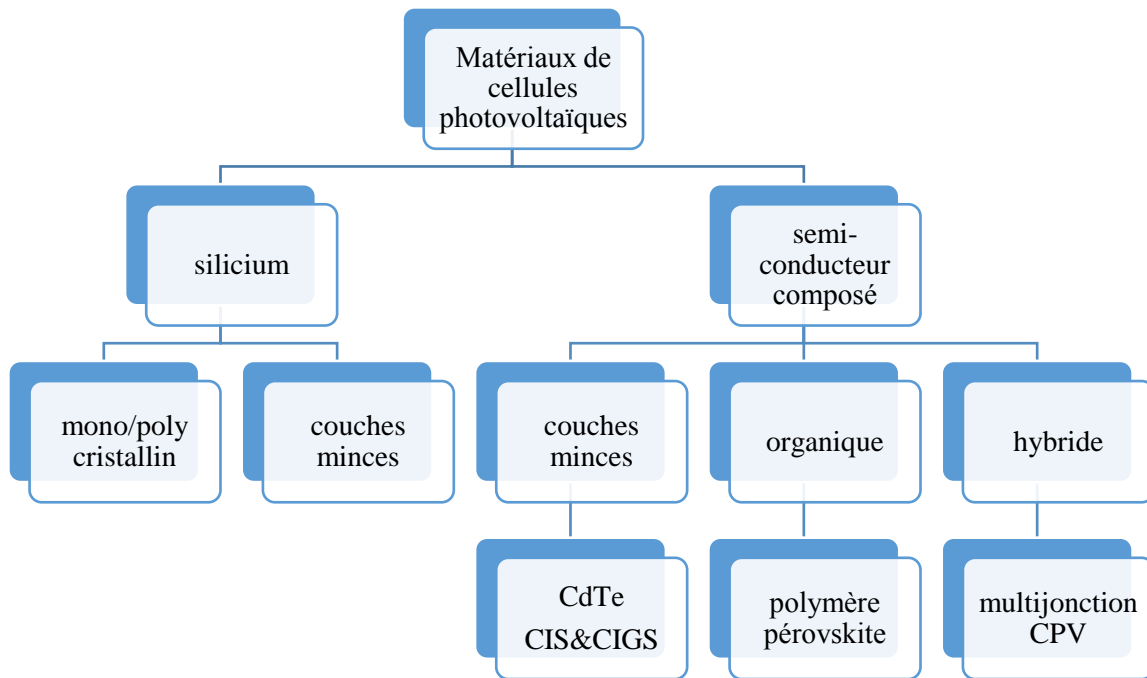 Matériaux de
cellules
photovoltaïques
silicium
semi-
conducteur
composé
mono/poly
cristallin
couches
minces
couches
minces
organique
hybride
CdTe
CIS&CIGS
polymère
pérovskite
multijonction
CPV